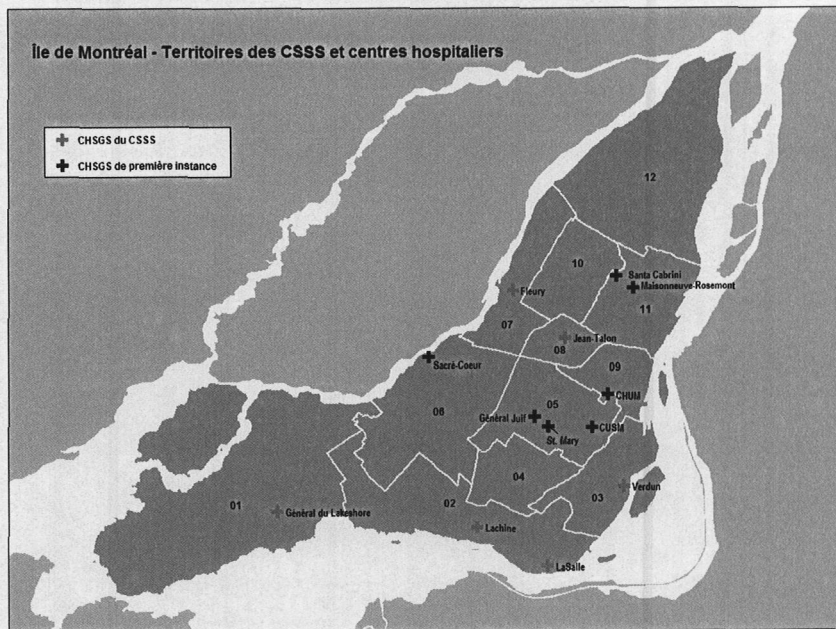 Île de Montréal - Territoires des CSSS et centres hospitaliers
CHSGS du CSSS
CHSGS de première instance
12
10
Santa Cabrini
Maisonneuve-Rosemont
Fleury
11
07
Jean-Talon
08
Sacré-Coeur
09
CHUM
06
05
Général Juif
St. Mary
CUSM
04
01
02
03
Verdun
Général du Lakeshore
Lachine
LaSalle